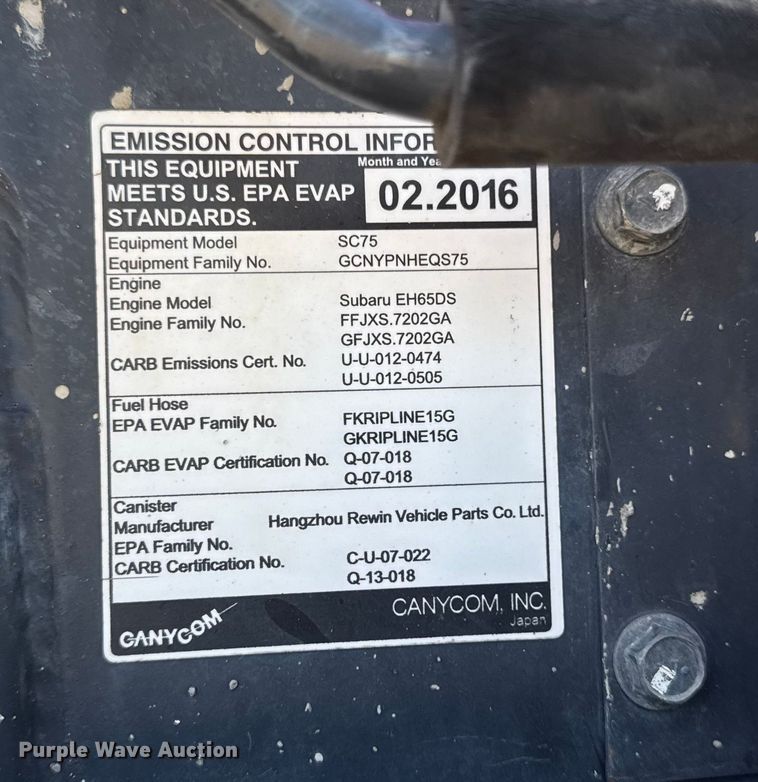 EMISSION CONTROL INFOR
THIS EQUIPMENT
MEETS U.S. EPA EVAP
STANDARDS.
Month and Yea
02.2016
Equipment Model SC75
Equipment Family No. GCNYPNHEQS75
Engine
Engine Model Subaru EH65DS
Engine Family No. FFJXS.7202GA
GFJXS.7202GA
CARB Emissions Cert. No. U-U-012-0474
U-U-012-0505
Fuel Hose
EPA EVAP Family No. FKRIPLINE15G
GKRIPLINE15G
CARB EVAP Certification No. Q-07-018
Q-07-018
Canister
Manufacturer Hangzhou Rewin Vehicle Parts Co. Ltd.
EPA Family No.
CARB Certification No. C-U-07-022
Q-13-018
CANYCOM CANYCOM, INC.
Japan
Purple Wave Auction